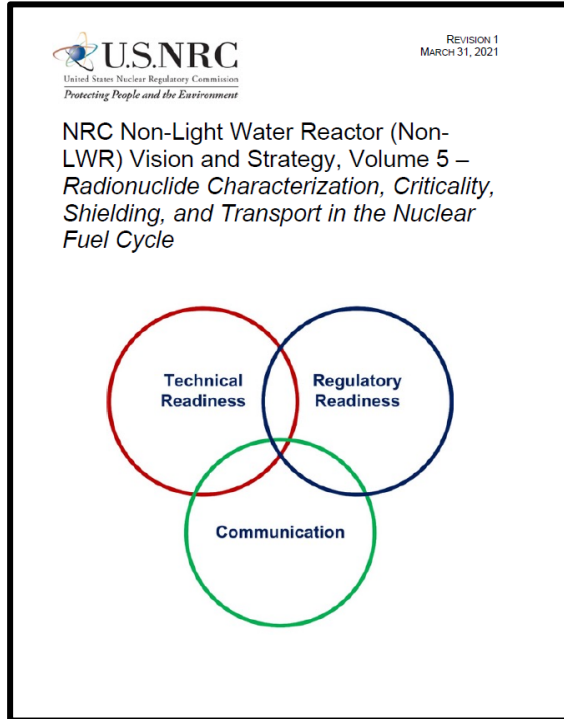 U.S.NRC
United States Nuclear Regulatory Commission
Protecting People and the Environment
REVISION 1
MARCH 31, 2021
NRC Non-Light Water Reactor (Non-
LWR) Vision and Strategy, Volume 5 –
Radionuclide Characterization, Criticality,
Shielding, and Transport in the Nuclear
Fuel Cycle
Technical
Readiness
Regulatory
Readiness
Communication